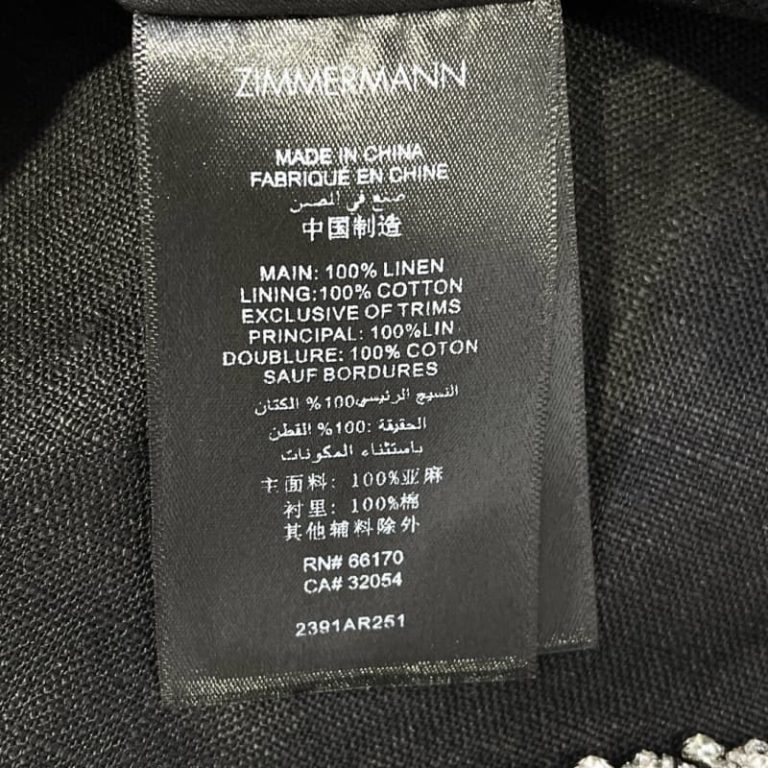 ZIMMERMANN
MADE IN CHINA
FABRIQUE EN CHINE
صنع في الصين
中国制造
MAIN: 100% LINEN
LINING:100% COTTON
EXCLUSIVE OF TRIMS
PRINCIPAL: 100%LIN
DOUBLURE: 100% COTON
SAUF BORDURES
النسيج الرئيسي100% الكتان
الحقيقة :100% القطن
باستثناء المكونات
主面料: 100%亚麻
衬里: 100%棉
其他辅料除外
RN# 66170
CA# 32054
2391AR251